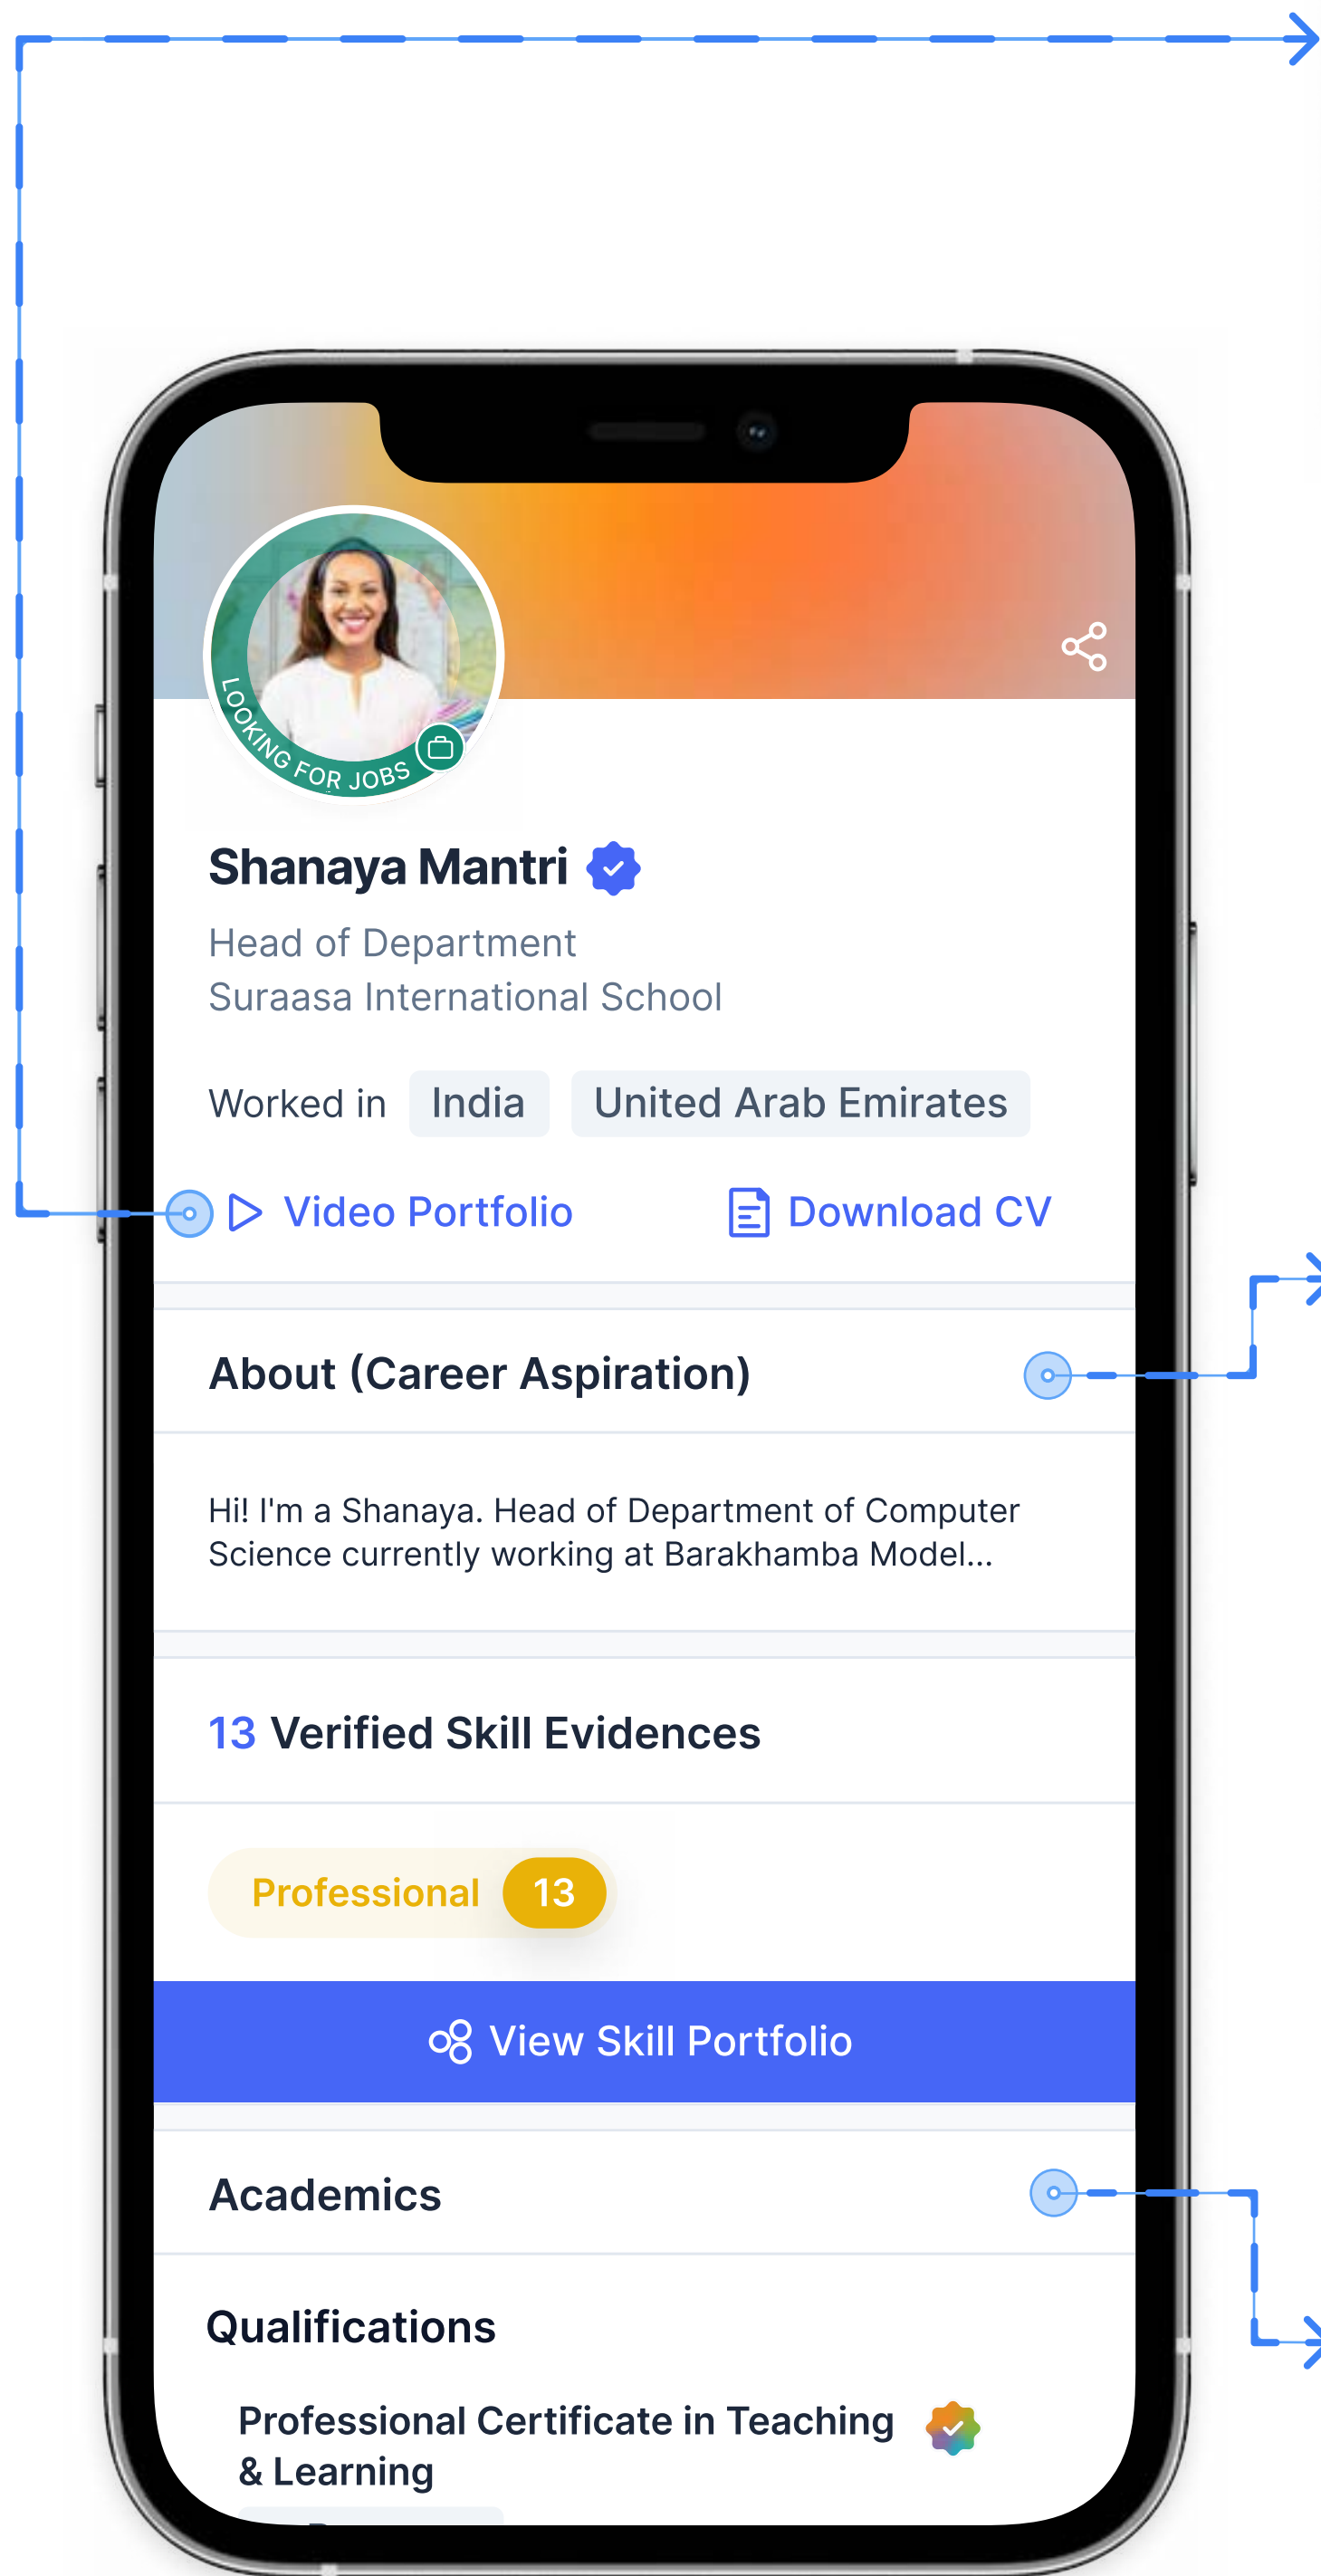 LOOKING FOR JOBS
Shanaya Mantri
Head of Department
Suraasa International School
Worked in India United Arab Emirates
Video Portfolio Download CV
About (Career Aspiration)
Hi! I'm a Shanaya. Head of Department of Computer
Science currently working at Barakhamba Model...
13 Verified Skill Evidences
Professional 13
View Skill Portfolio
Academics
Qualifications
Professional Certificate in Teaching
& Learning